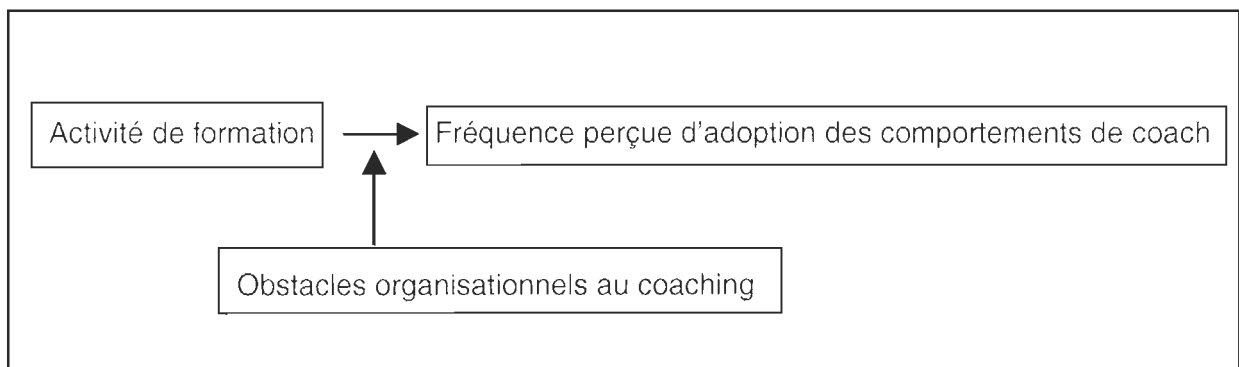 Activité de formation
Fréquence perçue d'adoption des comportements de coach
Obstacles organisationnels au coaching